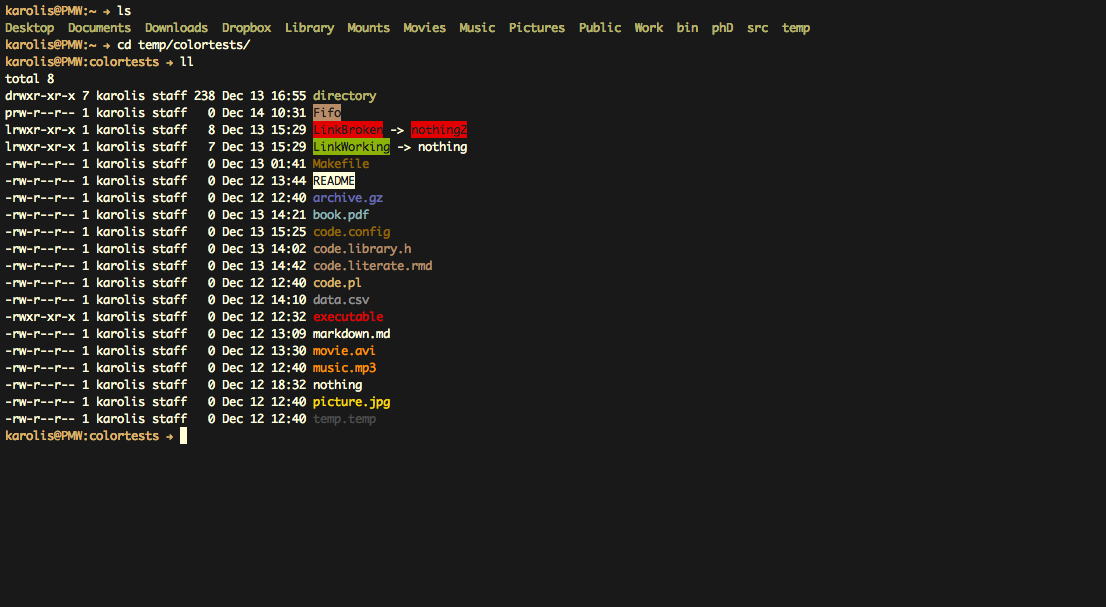 karolis@PMW:~ → ls
Desktop  Documents  Downloads  Dropbox  Library  Mounts  Movies  Music  Pictures  Public  Work  bin  phD  src  temp
karolis@PMW:~ → cd temp/colortests/
karolis@PMW:colortests → ll
total 8
drwxr-xr-x 7 karolis staff 238 Dec 13 16:55 directory
prw-r--r-- 1 karolis staff   0 Dec 14 10:31 Fifo
lrwxr-xr-x 1 karolis staff   8 Dec 13 15:29 LinkBroken -> nothing2
lrwxr-xr-x 1 karolis staff   7 Dec 13 15:29 LinkWorking -> nothing
-rw-r--r-- 1 karolis staff   0 Dec 13 01:41 Makefile
-rw-r--r-- 1 karolis staff   0 Dec 12 13:44 README
-rw-r--r-- 1 karolis staff   0 Dec 12 12:40 archive.gz
-rw-r--r-- 1 karolis staff   0 Dec 13 14:21 book.pdf
-rw-r--r-- 1 karolis staff   0 Dec 13 15:25 code.config
-rw-r--r-- 1 karolis staff   0 Dec 13 14:02 code.library.h
-rw-r--r-- 1 karolis staff   0 Dec 13 14:42 code.literate.rmd
-rw-r--r-- 1 karolis staff   0 Dec 12 12:40 code.pl
-rw-r--r-- 1 karolis staff   0 Dec 12 14:10 data.csv
-rwxr-xr-x 1 karolis staff   0 Dec 12 12:32 executable
-rw-r--r-- 1 karolis staff   0 Dec 12 13:09 markdown.md
-rw-r--r-- 1 karolis staff   0 Dec 12 13:30 movie.avi
-rw-r--r-- 1 karolis staff   0 Dec 12 12:40 music.mp3
-rw-r--r-- 1 karolis staff   0 Dec 12 18:32 nothing
-rw-r--r-- 1 karolis staff   0 Dec 12 12:40 picture.jpg
-rw-r--r-- 1 karolis staff   0 Dec 12 12:40 temp.temp
karolis@PMW:colortests →